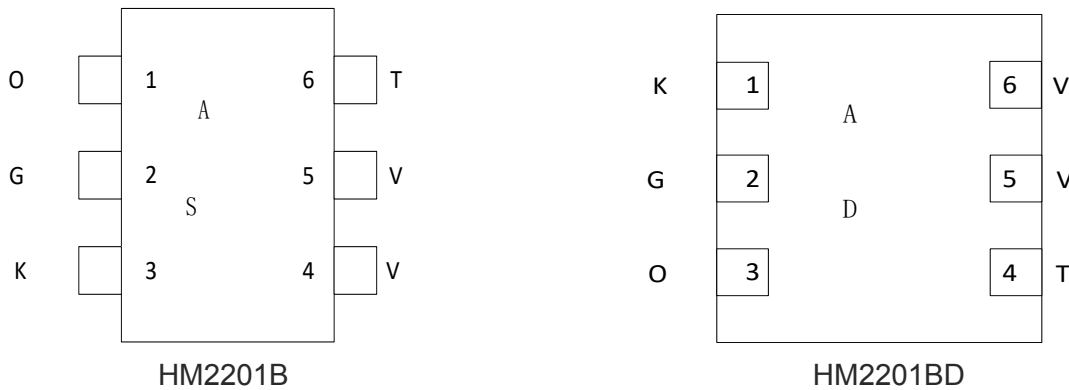 O 1 6 T
A
G 2 5 V
S
K 3 4 V
HM2201B
K 1 6 V
A
G 2 5 V
D
O 3 4 T
HM2201BD